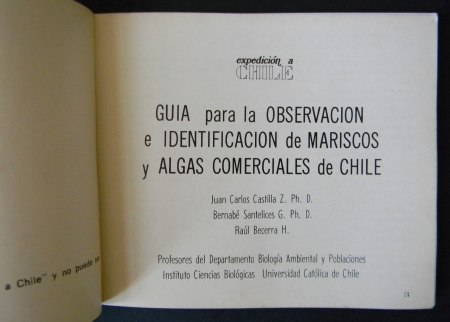 a Chile" y no puede
expedición a
CHILE
GUIA para la OBSERVACION
e IDENTIFICACION de MARISCOS
y ALGAS COMERCIALES de CHILE
Juan Carlos Castilla Z. Ph. D.
Bernabé Santelices G. Ph. D.
Raúl Becerra H.
Profesores del Departamento Biología Ambiental y Poblaciones
Instituto Ciencias Biológicas Universidad Católica de Chile